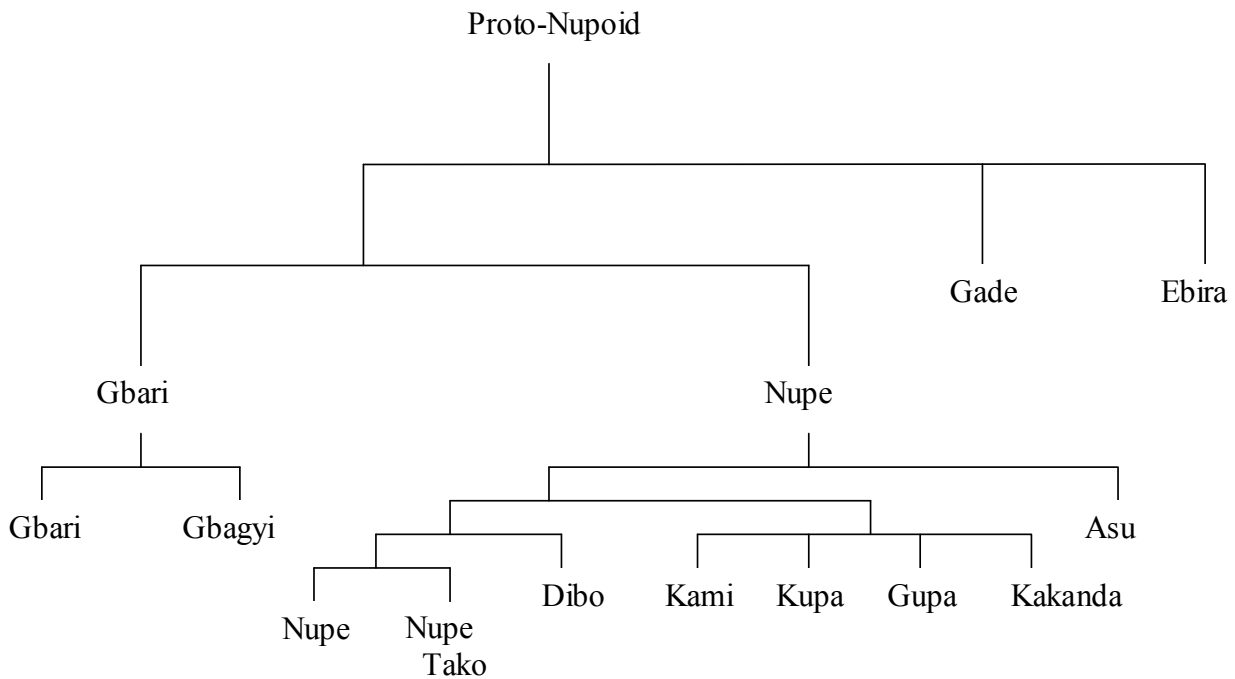 Proto-Nupoid
Gade Ebira
Gbari Nupe
Gbari Gbagyi Asu
Dibo Kami Kupa Gupa Kakanda
Nupe Nupe
Tako